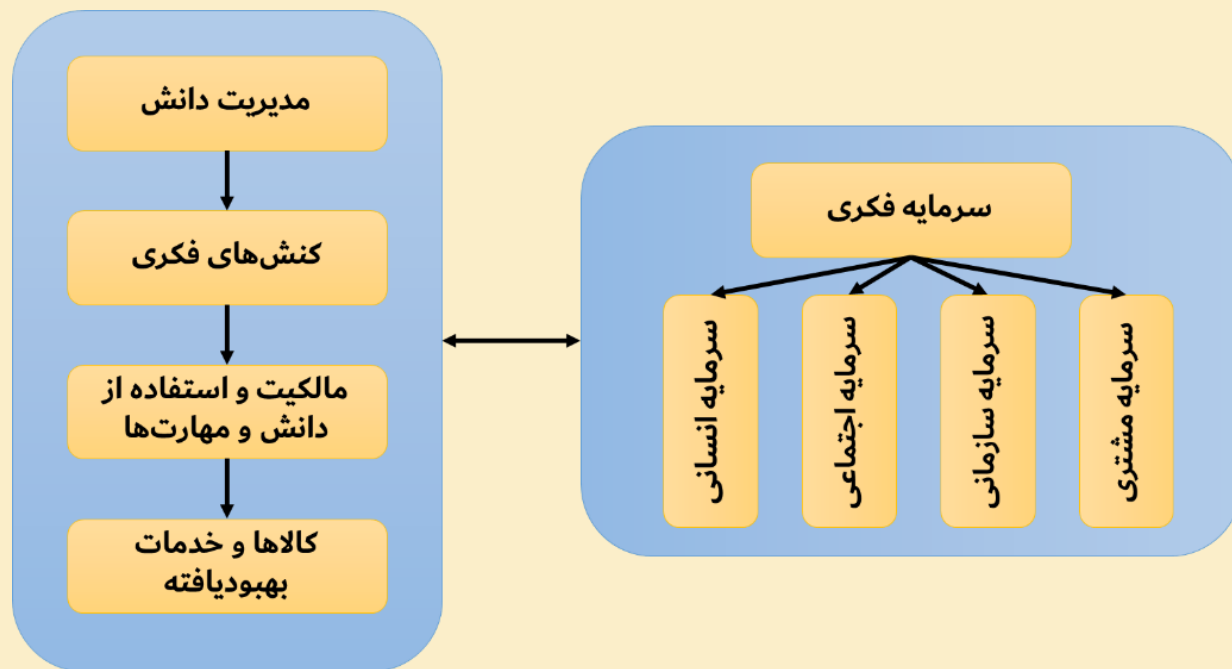 مدیریت دانش
کنش‌های فکری
مالکیت و استفاده از
دانش و مهارت‌ها
کالاها و خدمات
بهبودیافته
سرمایه فکری
سرمایه مشتری
سرمایه سازمانی
سرمایه اجتماعی
سرمایه انسانی